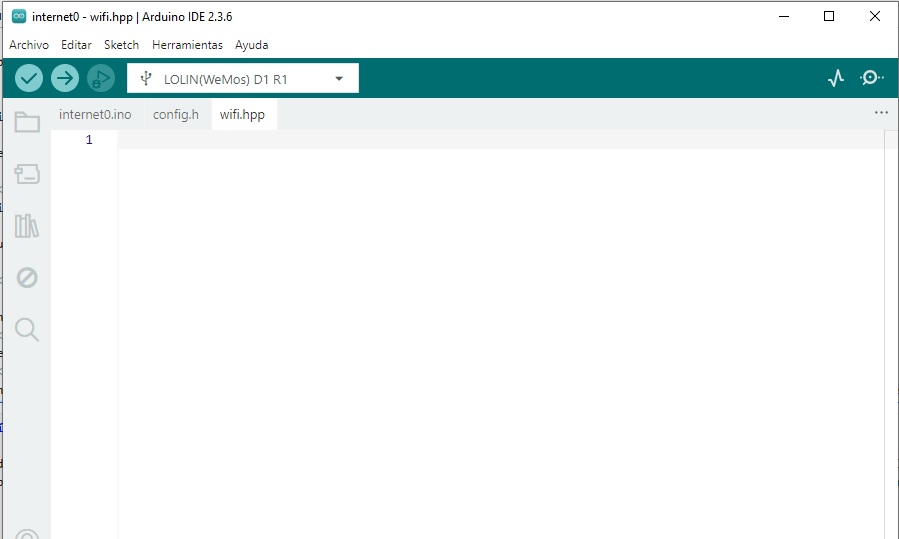 internet0 - wifi.hpp | Arduino IDE 2.3.6
Archivo Editar Sketch Herramientas Ayuda
LOLIN(WeMos) D1 R1
internet0.ino config.h wifi.hpp
1